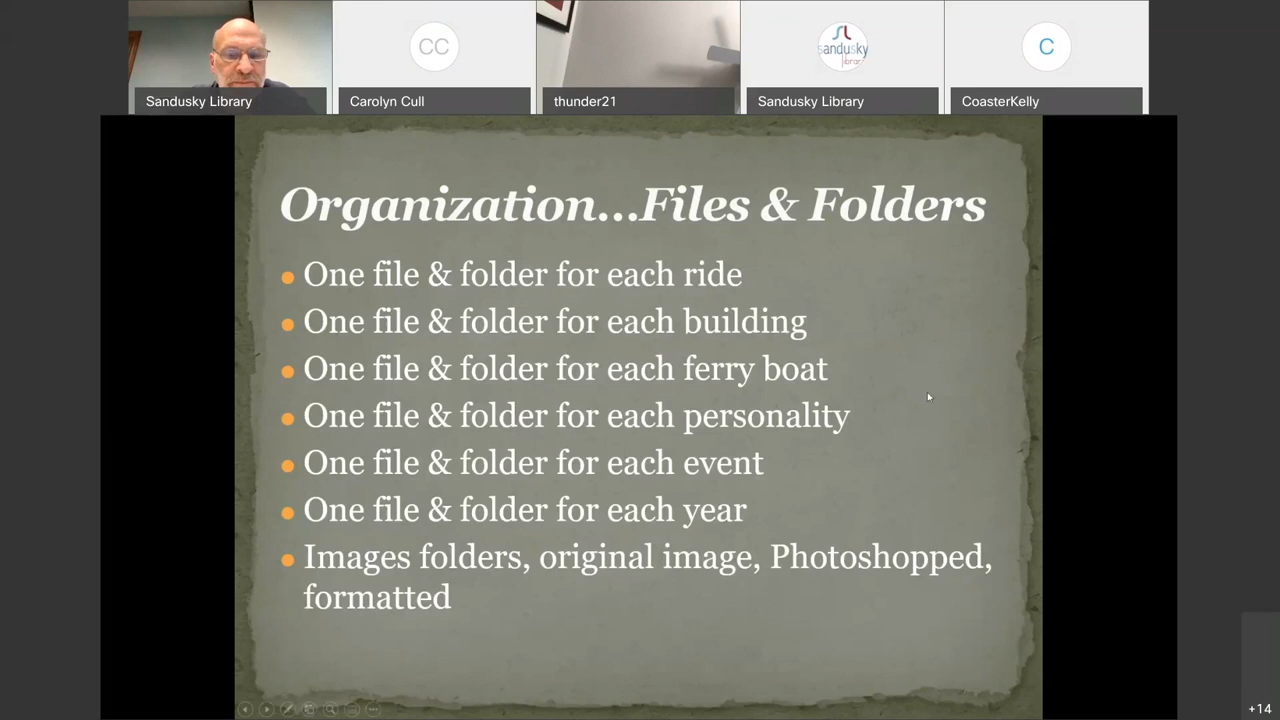 Sandusky Library
CC
Carolyn Cull
thunder21
sandusky
library
Sandusky Library
C
CoasterKelly
Organization...Files & Folders
One file & folder for each ride
One file & folder for each building
One file & folder for each ferry boat
One file & folder for each personality
One file & folder for each event
One file & folder for each year
Images folders, original image, Photoshopped,
formatted
+14